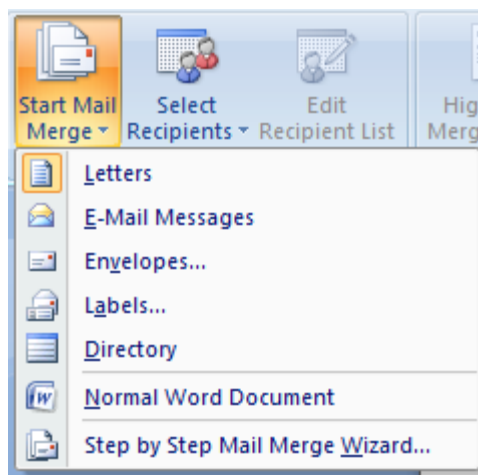 Start Mail Select Edit
Merge Recipients Recipient List
Letters
E-Mail Messages
Envelopes...
Labels...
Directory
Normal Word Document
Step by Step Mail Merge Wizard...